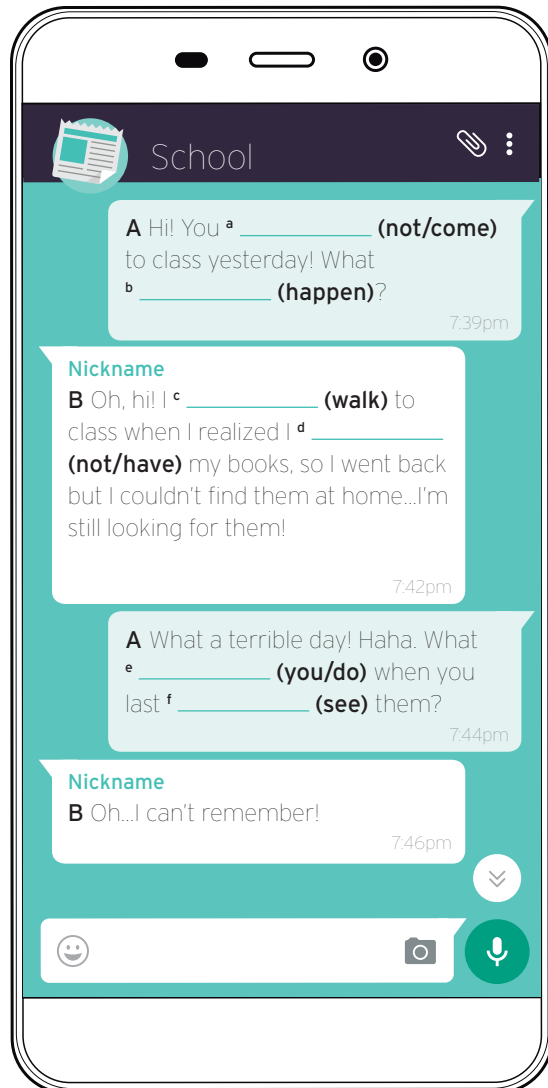 School
A Hi! You ª ____________ (not/come)
to class yesterday! What
ᵇ ____________ (happen)?
7:39pm
Nickname
B Oh, hi! I ᶜ ____________ (walk) to
class when I realized I ᵈ ____________
(not/have) my books, so I went back
but I couldn't find them at home...I'm
still looking for them!
7:42pm
A What a terrible day! Haha. What
ᵉ ____________ (you/do) when you
last ᶠ ____________ (see) them?
7:44pm
Nickname
B Oh...I can't remember!
7:46pm